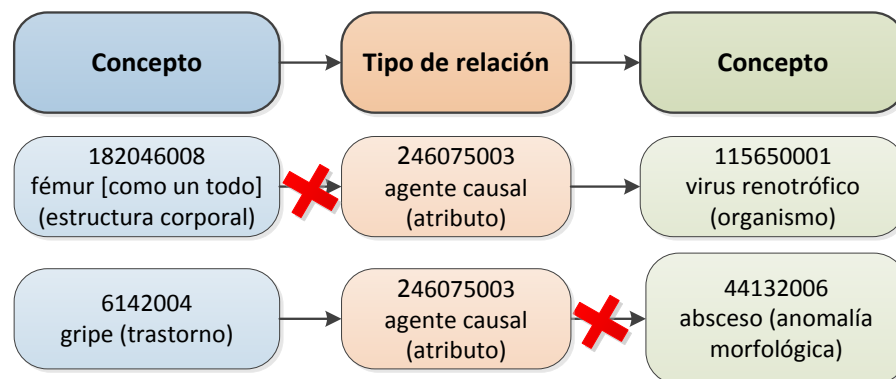 Concepto
Tipo de relación
Concepto
182046008
fémur [como un todo]
(estructura corporal)
246075003
agente causal
(atributo)
115650001
virus renotrófico
(organismo)
6142004
gripe (trastorno)
246075003
agente causal
(atributo)
44132006
absceso (anomalía
morfológica)